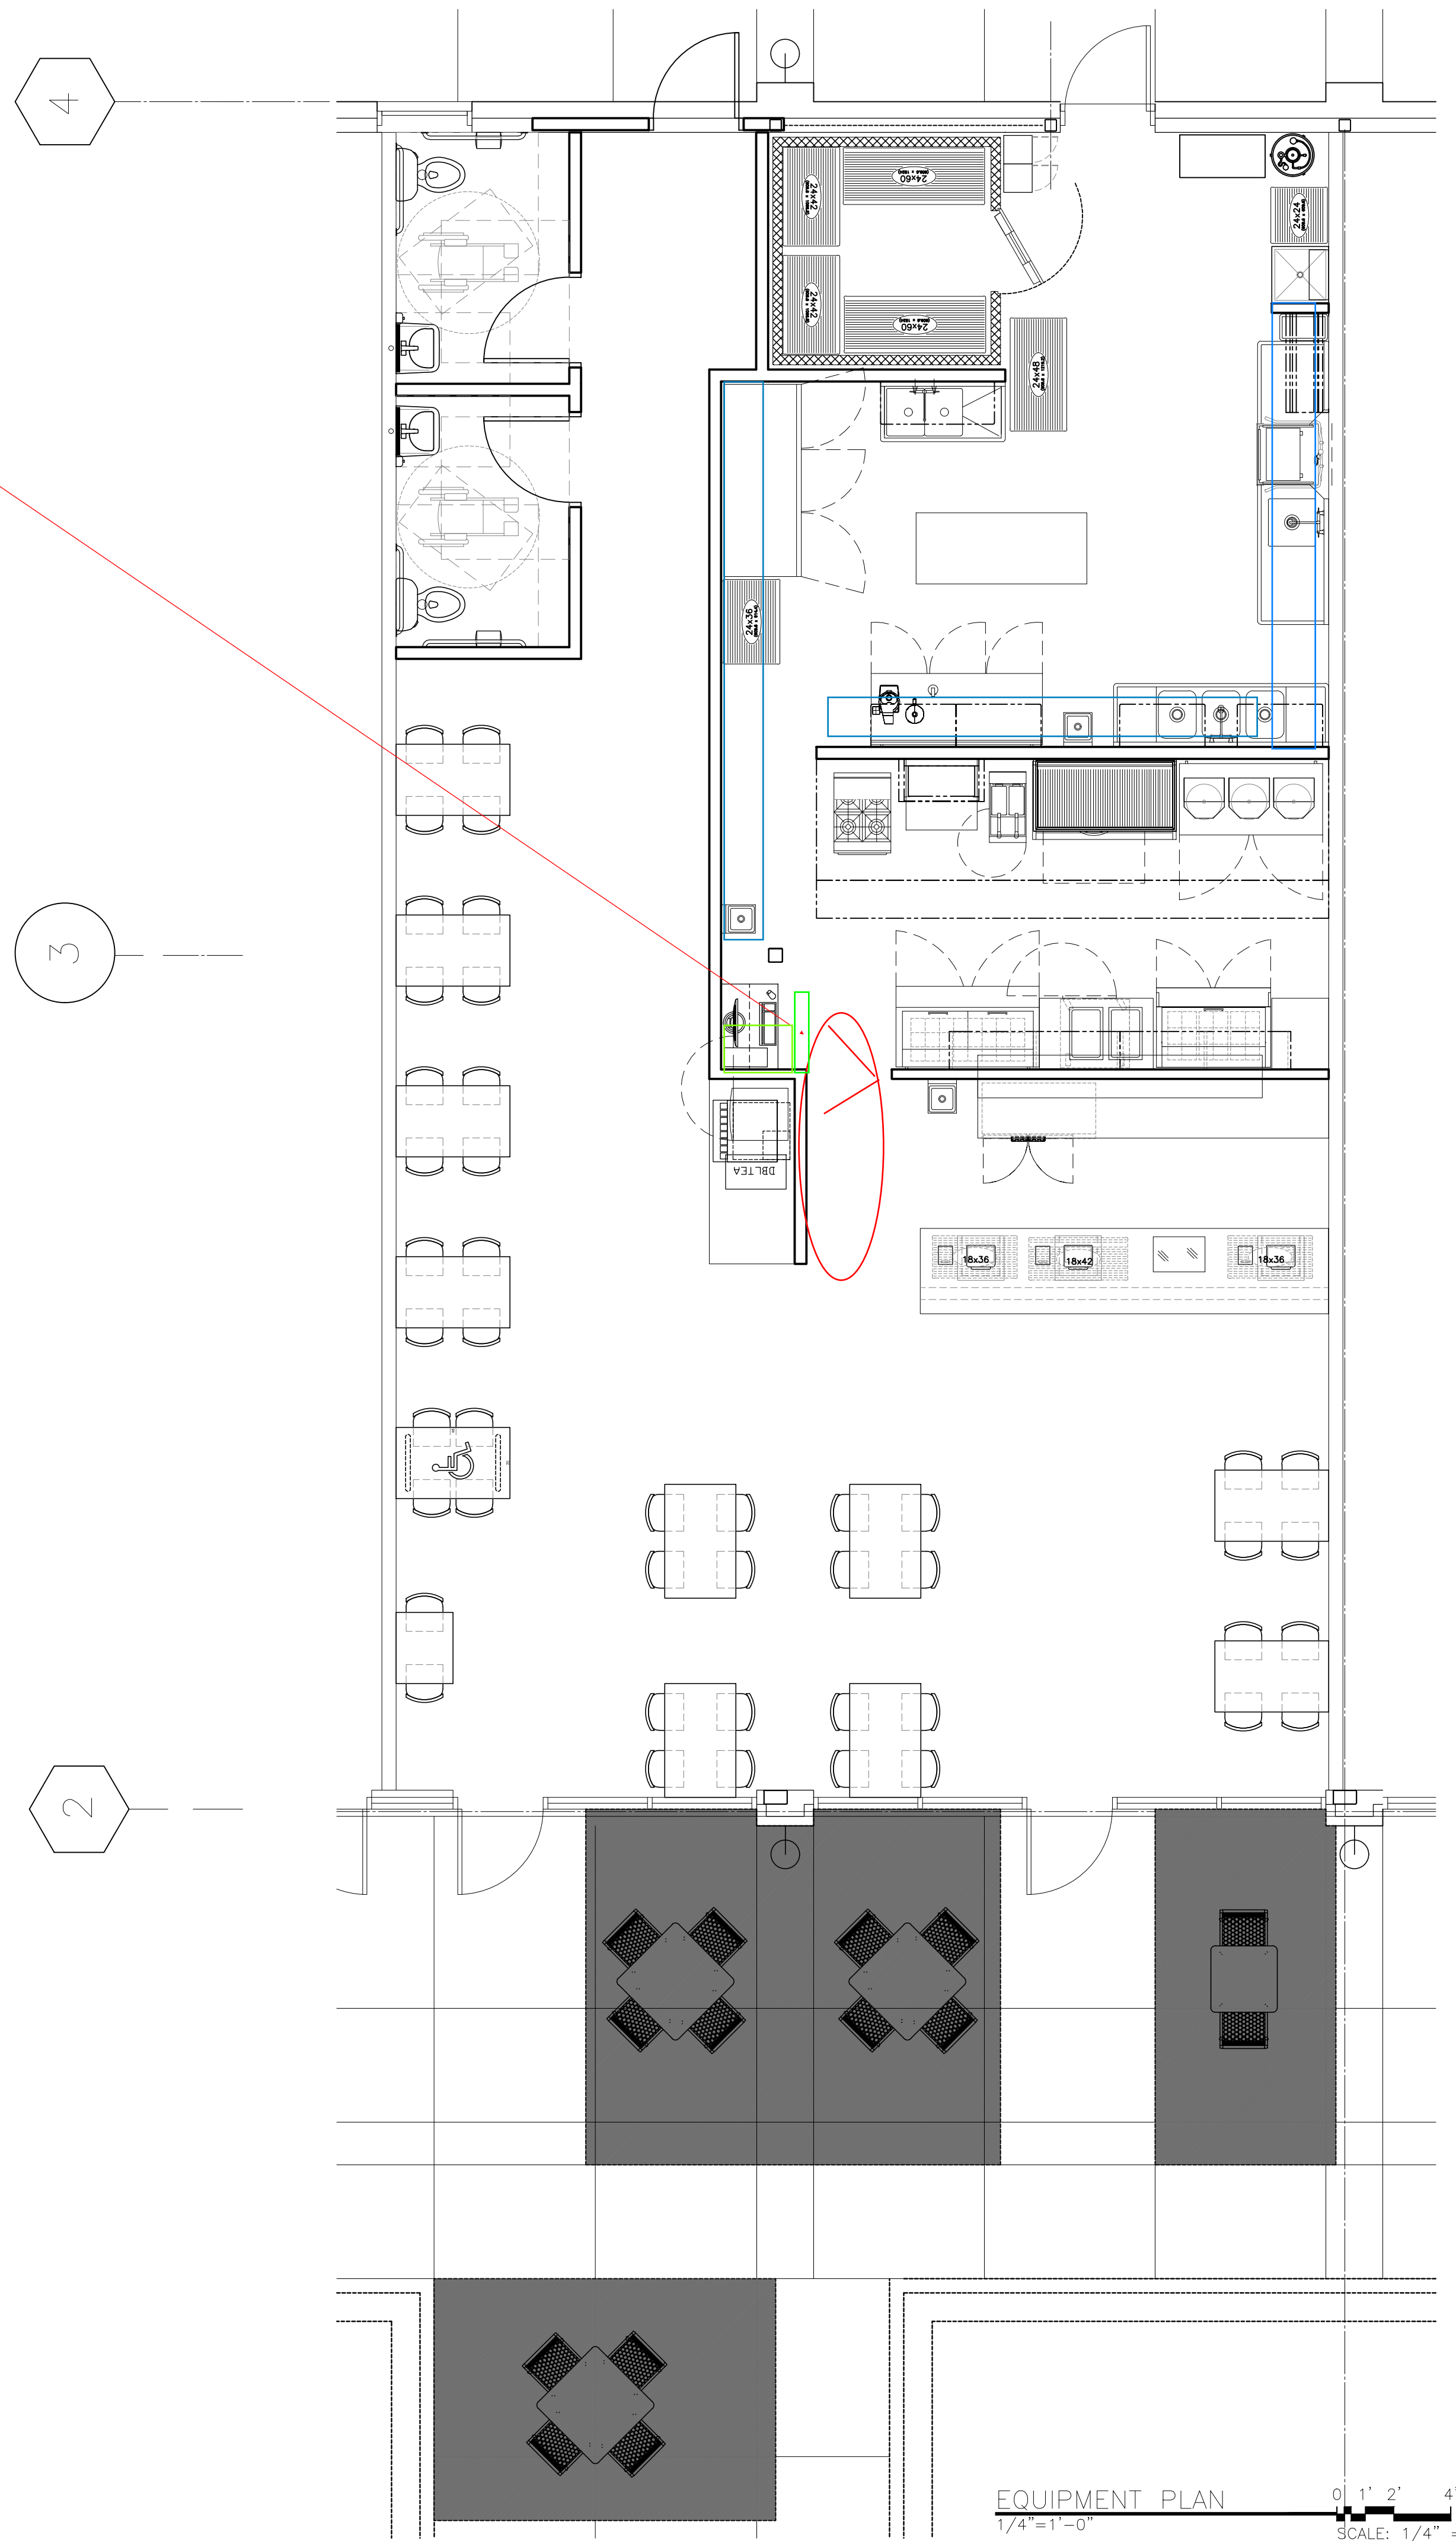 4
24x42
24x60
24x24
24x42
24x60
24x48
24x36
3
DBLTEA
18x36
18x42
18x36
2
EQUIPMENT PLAN
1/4"=1'-0"
0 1' 2' 4'
SCALE: 1/4" =